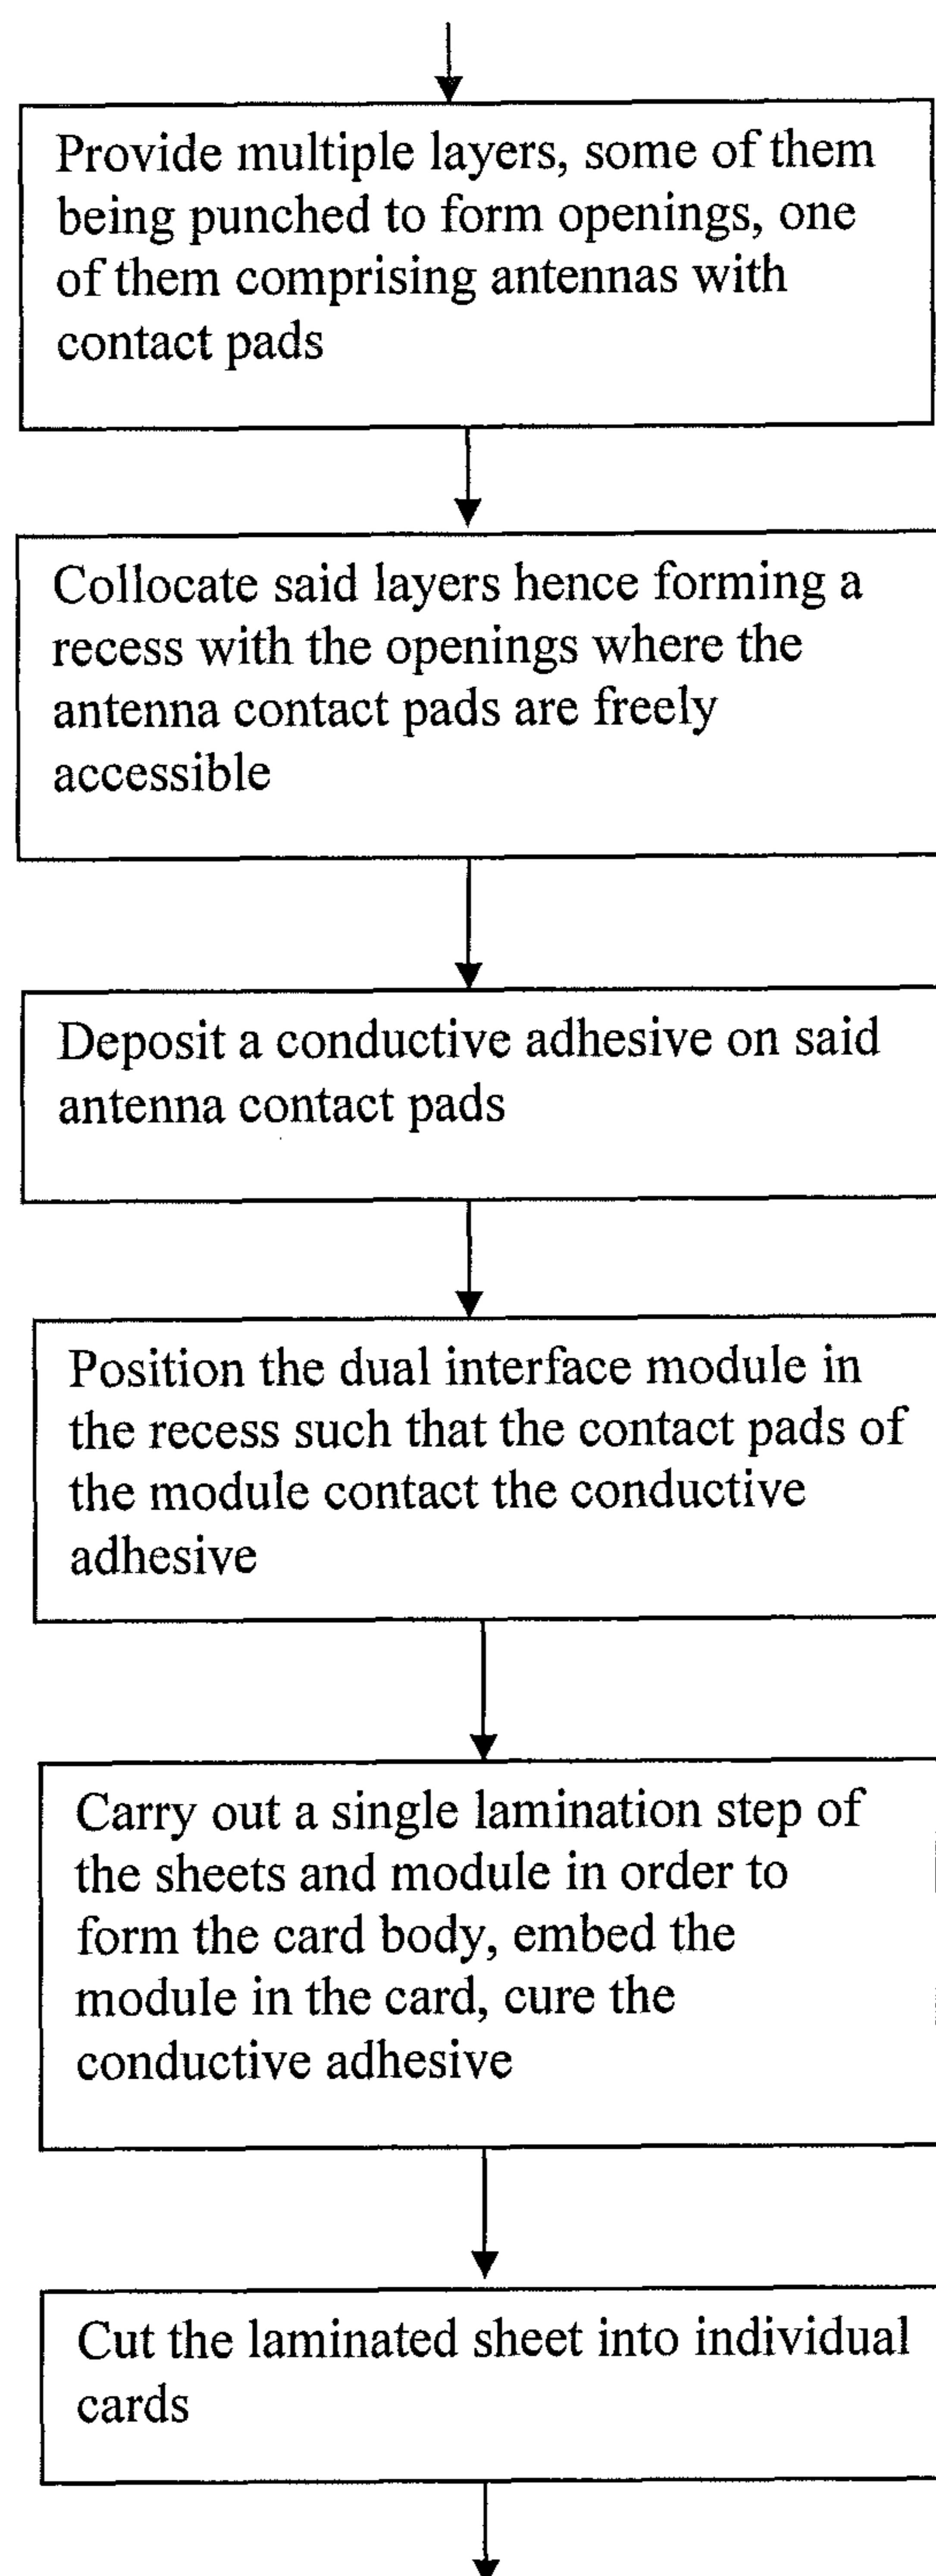 Provide multiple layers, some of them
being punched to form openings, one
of them comprising antennas with
contact pads
Collocate said layers hence forming a
recess with the openings where the
antenna contact pads are freely
accessible
Deposit a conductive adhesive on said
antenna contact pads
Position the dual interface module in
the recess such that the contact pads of
the module contact the conductive
adhesive
Carry out a single lamination step of
the sheets and module in order to
form the card body, embed the
module in the card, cure the
conductive adhesive
Cut the laminated sheet into individual
cards